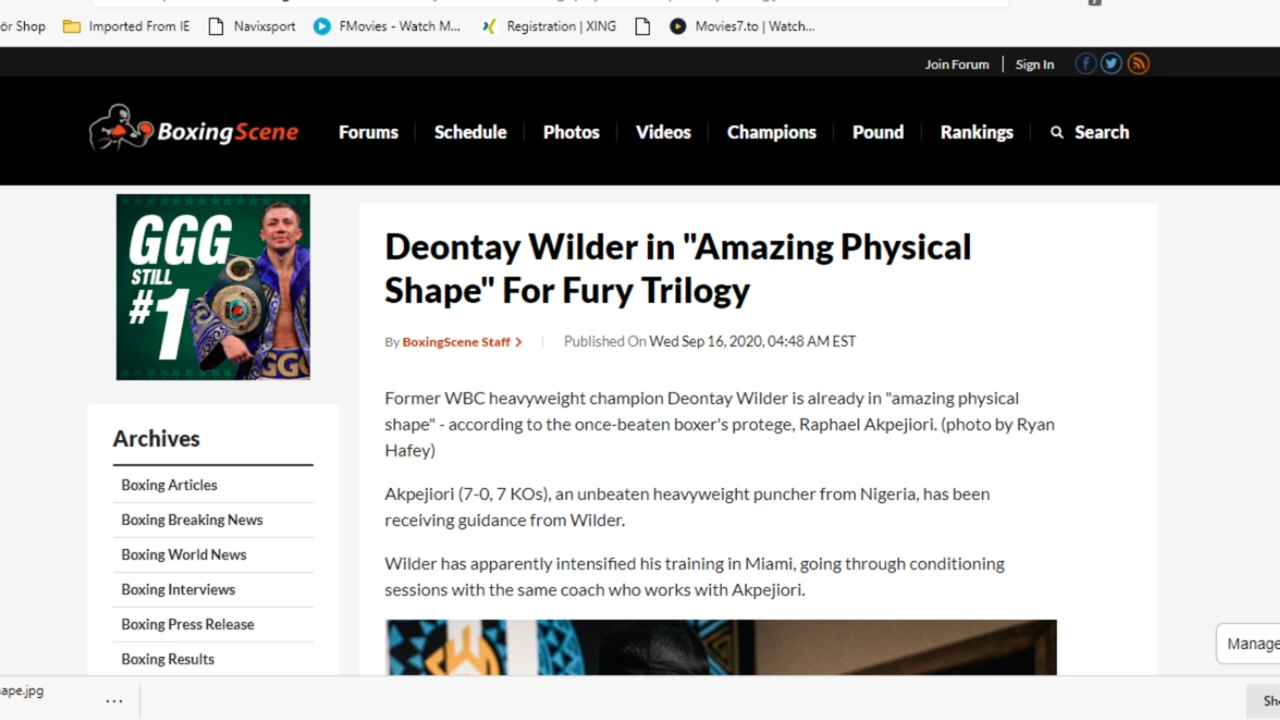 ör Shop
Imported From IE
Navixsport
FMovies - Watch M...
Registration | XING
Movies7.to | Watch...
Join Forum
Sign In
BoxingScene
Forums
Schedule
Photos
Videos
Champions
Pound
Rankings
Search
GGG
STILL
#1
GGG
Archives
Boxing Articles
Boxing Breaking News
Boxing World News
Boxing Interviews
Boxing Press Release
Boxing Results
Deontay Wilder in "Amazing Physical
Shape" For Fury Trilogy
By BoxingScene Staff
Published On Wed Sep 16, 2020, 04:48 AM EST
Former WBC heavyweight champion Deontay Wilder is already in "amazing physical
shape" - according to the once-beaten boxer's protege, Raphael Akpejiori. (photo by Ryan
Hafey)
Akpejiori (7-0, 7 KOs), an unbeaten heavyweight puncher from Nigeria, has been
receiving guidance from Wilder.
Wilder has apparently intensified his training in Miami, going through conditioning
sessions with the same coach who works with Akpejiori.
Manage
ape.jpg
...
Sh